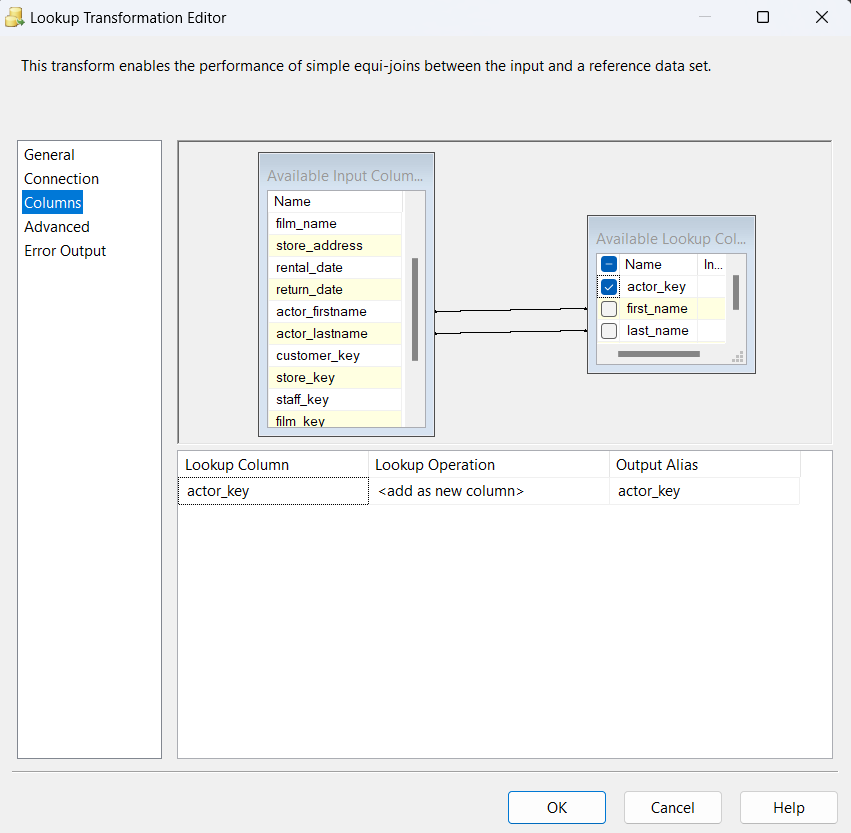 Lookup Transformation Editor
This transform enables the performance of simple equi-joins between the input and a reference data set.
General
Connection
Columns
Advanced
Error Output
Available Input Colum...
Name
film_name
store_address
rental_date
return_date
actor_firstname
actor_lastname
customer_key
store_key
staff_key
film_key
Available Lookup Col...
Name In...
actor_key
first_name
last_name
Lookup Column Lookup Operation Output Alias
actor_key <add as new column> actor_key
OK Cancel Help